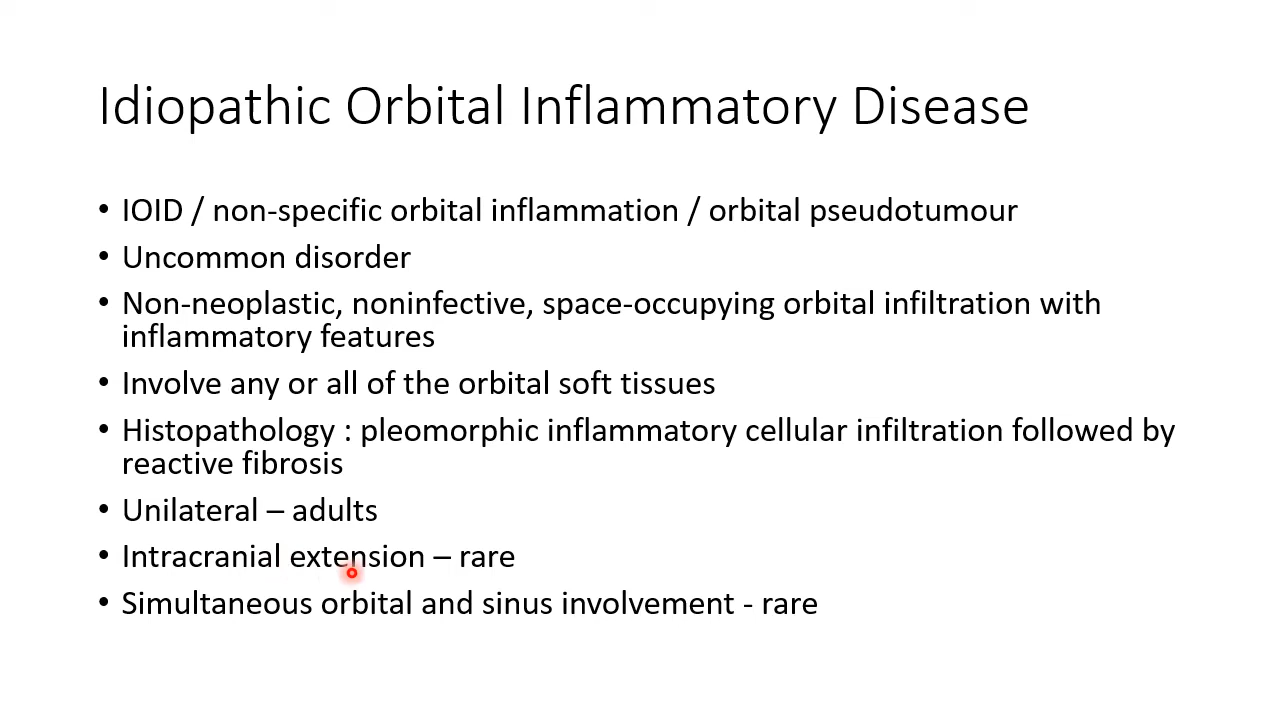 Idiopathic Orbital Inflammatory Disease
• IOID / non-specific orbital inflammation / orbital pseudotumour
• Uncommon disorder
• Non-neoplastic, noninfective, space-occupying orbital infiltration with
inflammatory features
• Involve any or all of the orbital soft tissues
• Histopathology : pleomorphic inflammatory cellular infiltration followed by
reactive fibrosis
• Unilateral – adults
• Intracranial extension – rare
• Simultaneous orbital and sinus involvement - rare